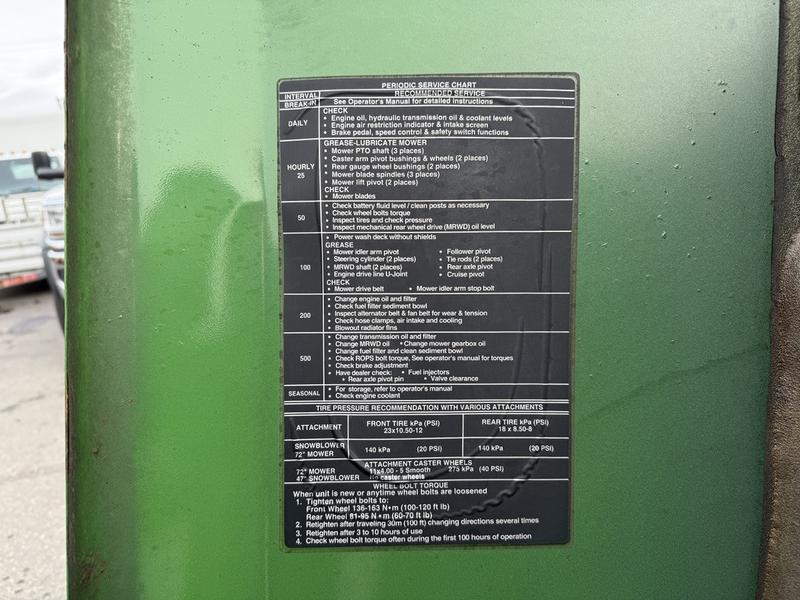 PERIODIC SERVICE CHART
INTERVAL RECOMMENDED SERVICE
BREAK-IN See Operator's Manual for detailed instructions
DAILY
CHECK
• Engine oil, hydraulic transmission oil & coolant levels
• Engine air restriction indicator & intake screen
• Brake pedal, speed control & safety switch functions
HOURLY
25
GREASE-LUBRICATE MOWER
• Mower PTO shaft (3 places)
• Caster arm pivot bushings & wheels (2 places)
• Rear gauge wheel bushings (2 places)
• Mower blade spindles (3 places)
• Mower lift pivot (2 places)
CHECK
• Mower blades
50
• Check battery fluid level / clean posts as necessary
• Check wheel bolts torque
• Inspect tires and check pressure
• Inspect mechanical rear wheel drive (MRWD) oil level
100
• Power wash deck without shields
GREASE
• Mower idler arm pivot • Follower pivot
• Steering cylinder (2 places) • Tie rods (2 places)
• MRWD shaft (2 places) • Rear axle pivot
• Engine drive line U-Joint • Cruise pivot
CHECK
• Mower drive belt • Mower idler arm stop bolt
200
• Change engine oil and filter
• Check fuel filter sediment bowl
• Inspect alternator belt & fan belt for wear & tension
• Check hose clamps, air intake and cooling
• Blowout radiator fins
500
• Change transmission oil and filter
• Change MRWD oil • Change mower gearbox oil
• Change fuel filter and clean sediment bowl
• Check ROPS bolt torque, See operator's manual for torques
• Check brake adjustment
• Have dealer check: • Fuel injectors
• Rear axle pivot pin • Valve clearance
SEASONAL
• For storage, refer to operator's manual
• Check engine coolant
TIRE PRESSURE RECOMMENDATION WITH VARIOUS ATTACHMENTS
ATTACHMENT FRONT TIRE kPa (PSI) REAR TIRE kPa (PSI)
23x10.50-12 18 x 8.50-8
SNOWBLOWER
72" MOWER 140 kPa (20 PSI) 140 kPa (20 PSI)
ATTACHMENT CASTER WHEELS
72" MOWER 11x4.00 - 5 Smooth 275 kPa (40 PSI)
47" SNOWBLOWER no caster wheels
WHEEL BOLT TORQUE
When unit is new or anytime wheel bolts are loosened
1. Tighten wheel bolts to:
Front Wheel 136-163 N•m (100-120 ft lb)
Rear Wheel 81-95 N•m (60-70 ft lb)
2. Retighten after traveling 30m (100 ft) changing directions several times
3. Retighten after 3 to 10 hours of use
4. Check wheel bolt torque often during the first 100 hours of operation